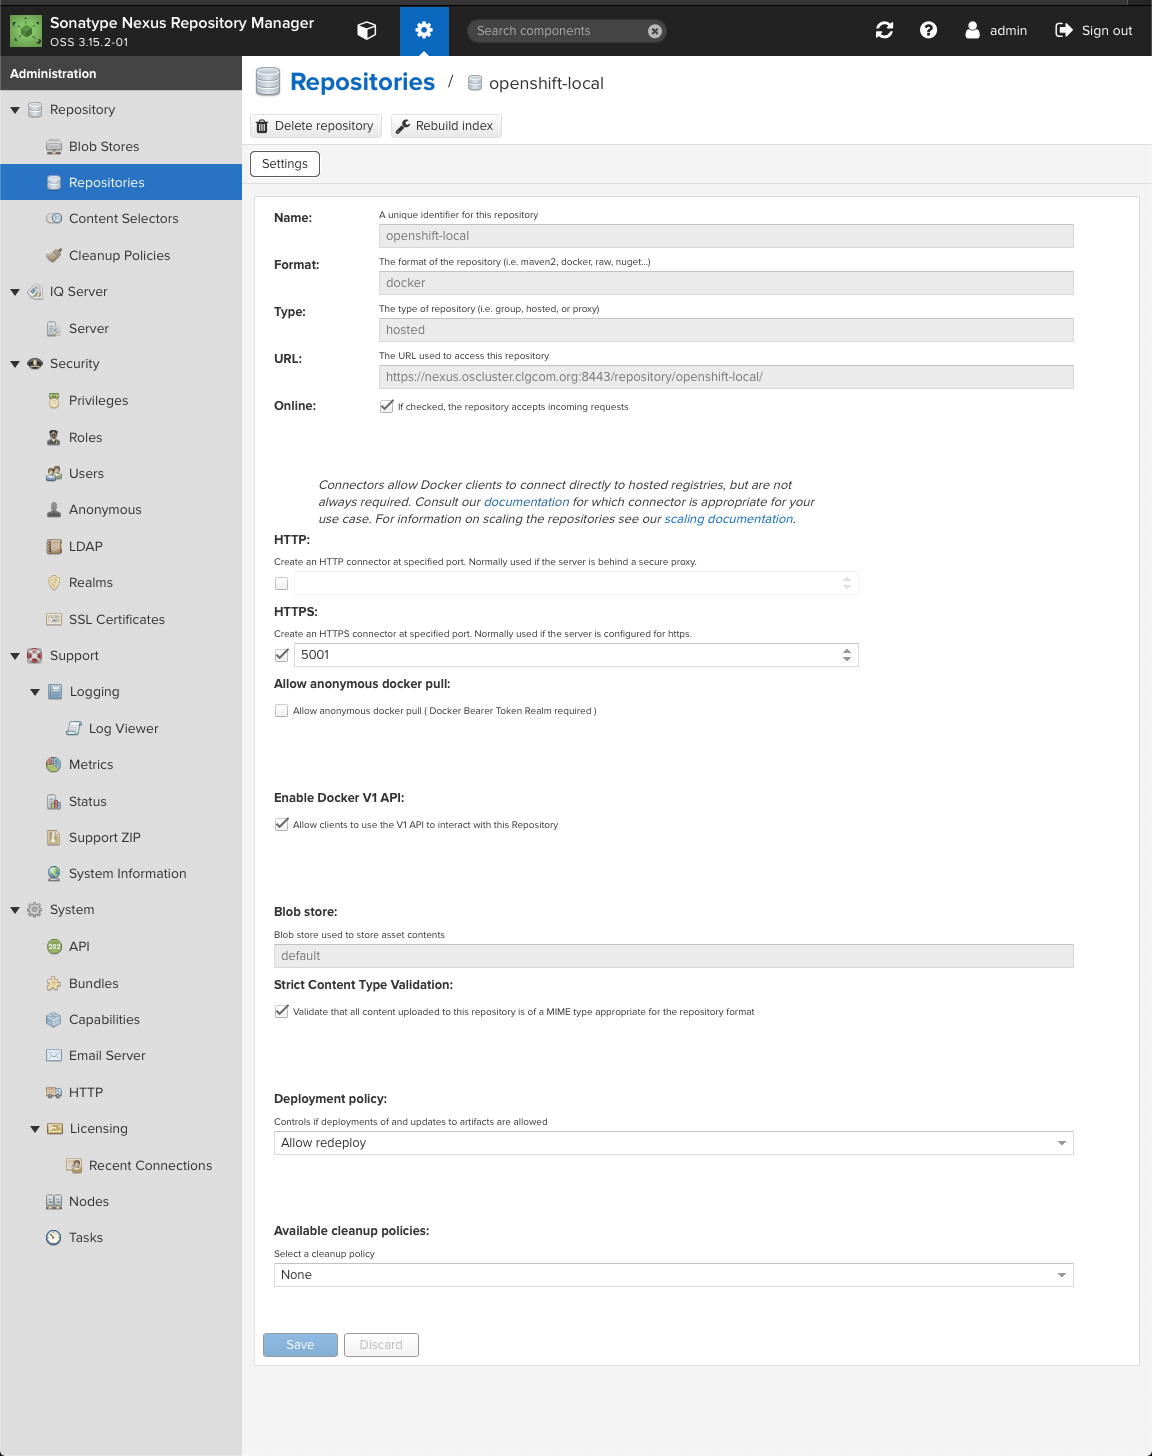 Sonatype Nexus Repository Manager
OSS 3.15.2-01
Search components
admin
Sign out
Administration
Repository
Blob Stores
Repositories
Content Selectors
Cleanup Policies
IQ Server
Server
Security
Privileges
Roles
Users
Anonymous
LDAP
Realms
SSL Certificates
Support
Logging
Log Viewer
Metrics
Status
Support ZIP
System Information
System
API
Bundles
Capabilities
Email Server
HTTP
Licensing
Recent Connections
Nodes
Tasks
Repositories / openshift-local
Delete repository
Rebuild index
Settings
Name:
A unique identifier for this repository
openshift-local
Format:
The format of the repository (i.e. maven2, docker, raw, nuget...)
docker
Type:
The type of repository (i.e. group, hosted, or proxy)
hosted
URL:
The URL used to access this repository
https://nexus.oscluster.clgcom.org:8443/repository/openshift-local/
Online:
If checked, the repository accepts incoming requests
Connectors allow Docker clients to connect directly to hosted registries, but are not
always required. Consult our documentation for which connector is appropriate for your
use case. For information on scaling the repositories see our scaling documentation.
HTTP:
Create an HTTP connector at specified port. Normally used if the server is behind a secure proxy.
HTTPS:
Create an HTTPS connector at specified port. Normally used if the server is configured for https.
5001
Allow anonymous docker pull:
Allow anonymous docker pull ( Docker Bearer Token Realm required )
Enable Docker V1 API:
Allow clients to use the V1 API to interact with this Repository
Blob store:
Blob store used to store asset contents
default
Strict Content Type Validation:
Validate that all content uploaded to this repository is of a MIME type appropriate for the repository format
Deployment policy:
Controls if deployments of and updates to artifacts are allowed
Allow redeploy
Available cleanup policies:
Select a cleanup policy
None
Save
Discard